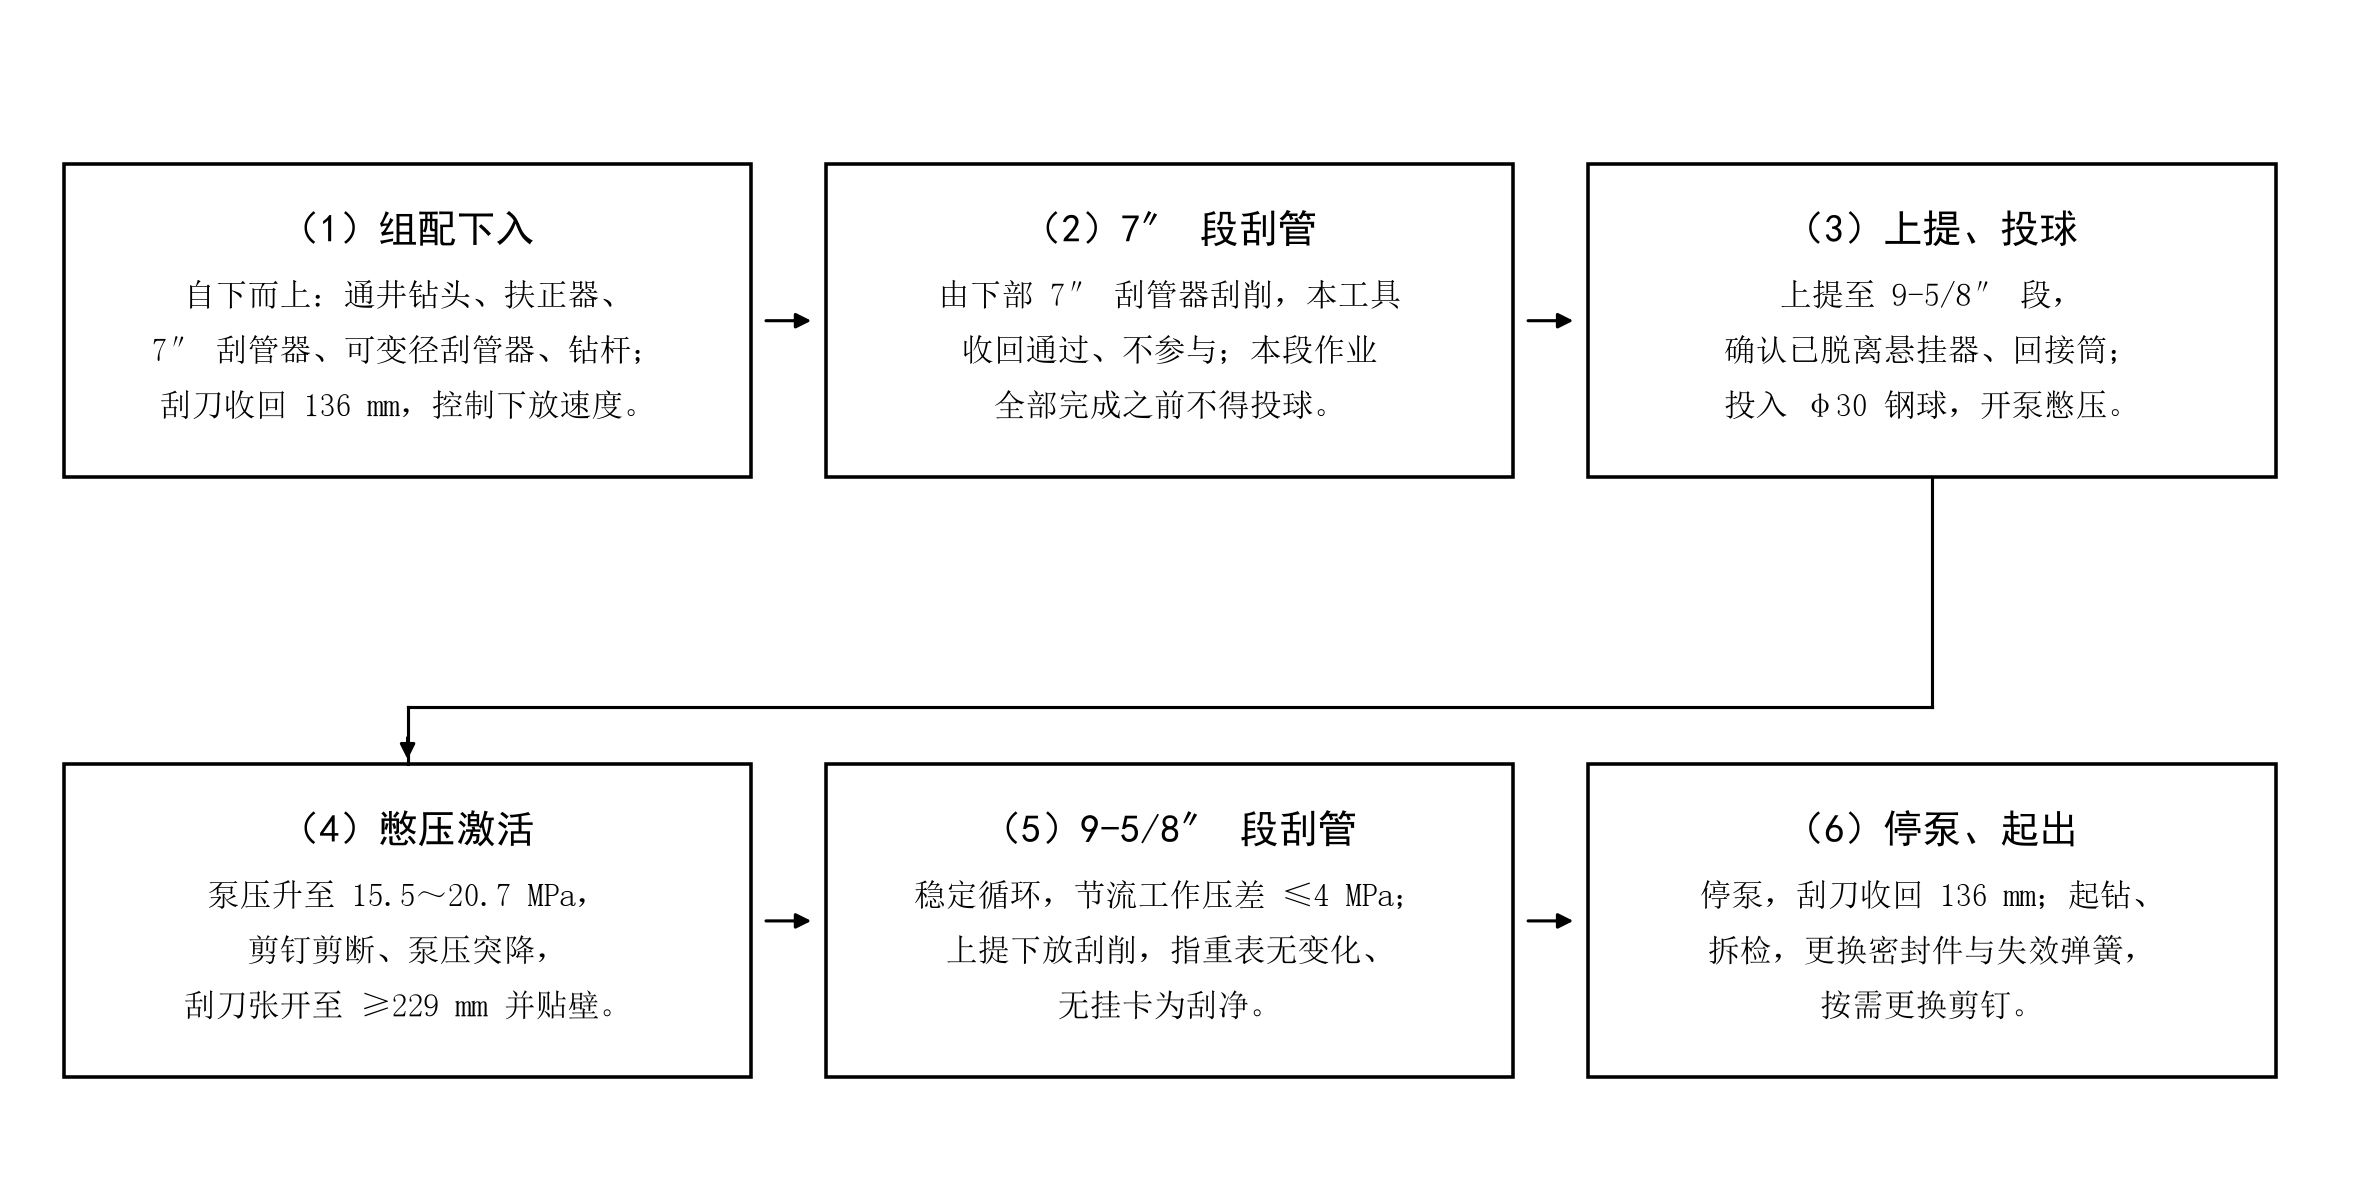 （1）组配下入
自下而上：通井钻头、扶正器、
7″ 刮管器、可变径刮管器、钻杆；
刮刀收回 136 mm，控制下放速度。
（2）7″ 段刮管
由下部 7″ 刮管器刮削，本工具
收回通过、不参与；本段作业
全部完成之前不得投球。
（3）上提、投球
上提至 9-5/8″ 段，
确认已脱离悬挂器、回接筒；
投入 φ30 钢球，开泵憋压。
（4）憋压激活
泵压升至 15.5～20.7 MPa，
剪钉剪断、泵压突降，
刮刀张开至 ≥229 mm 并贴壁。
（5）9-5/8″ 段刮管
稳定循环，节流工作压差 ≤4 MPa；
上提下放刮削，指重表无变化、
无挂卡为刮净。
（6）停泵、起出
停泵，刮刀收回 136 mm；起钻、
拆检，更换密封件与失效弹簧，
按需更换剪钉。